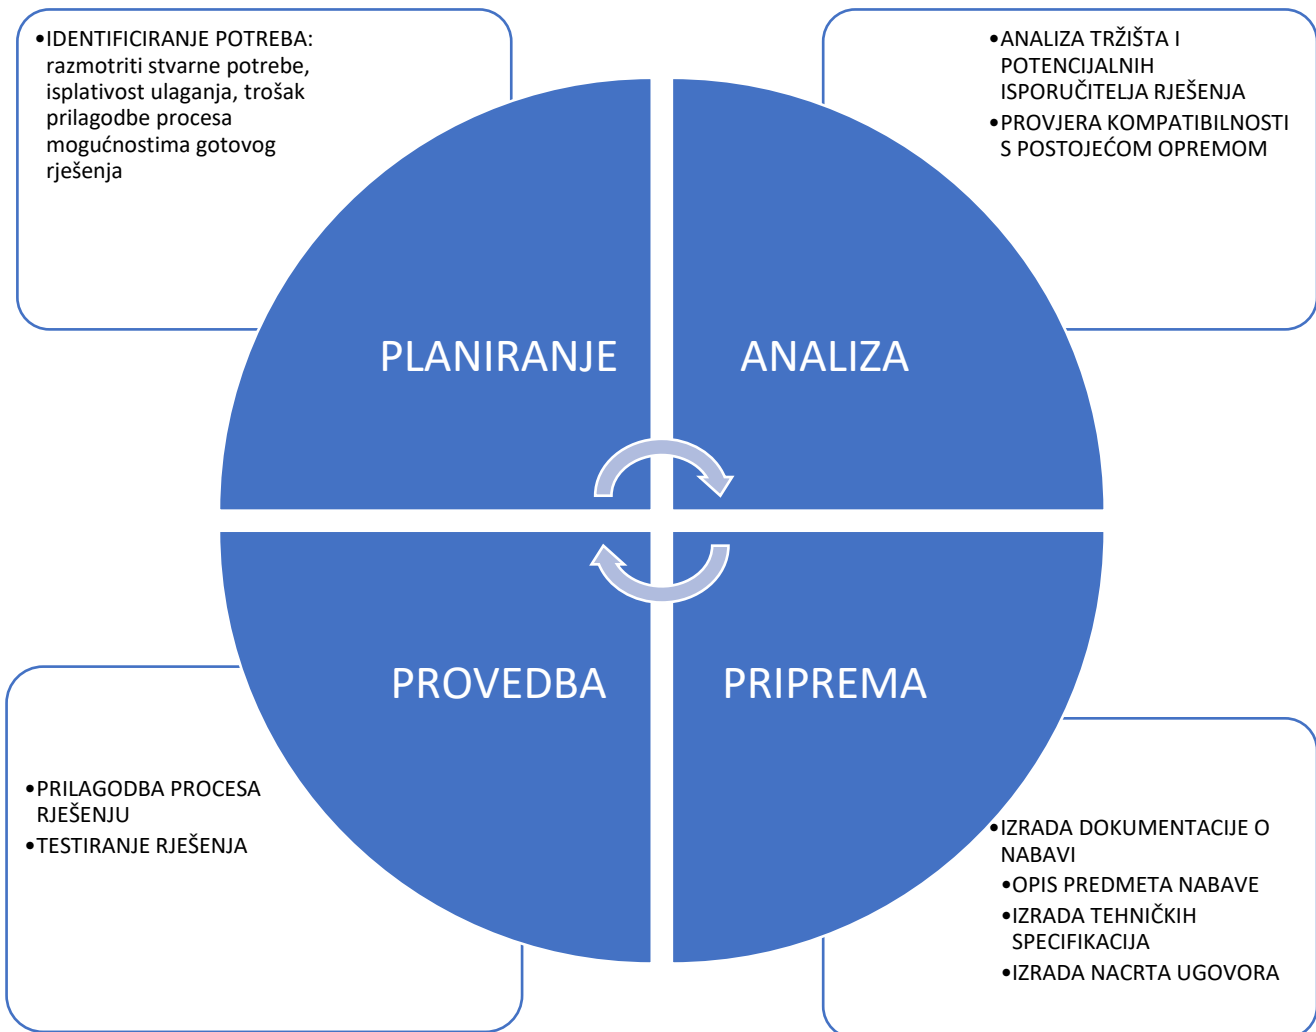 •IDENTIFICIRANJE POTREBA:
razmotriti stvarne potrebe,
isplativost ulaganja, trošak
prilagodbe procesa
mogućnostima gotovog
rješenja
•ANALIZA TRŽIŠTA I
POTENCIJALNIH
ISPORUČITELJA RJEŠENJA
•PROVJERA KOMPATIBILNOSTI
S POSTOJEĆOM OPREMOM
PLANIRANJE
ANALIZA
PROVEDBA
PRIPREMA
•PRILAGODBA PROCESA
RJEŠENJU
•TESTIRANJE RJEŠENJA
•IZRADA DOKUMENTACIJE O
NABAVI
•OPIS PREDMETA NABAVE
•IZRADA TEHNIČKIH
SPECIFIKACIJA
•IZRADA NACRTA UGOVORA